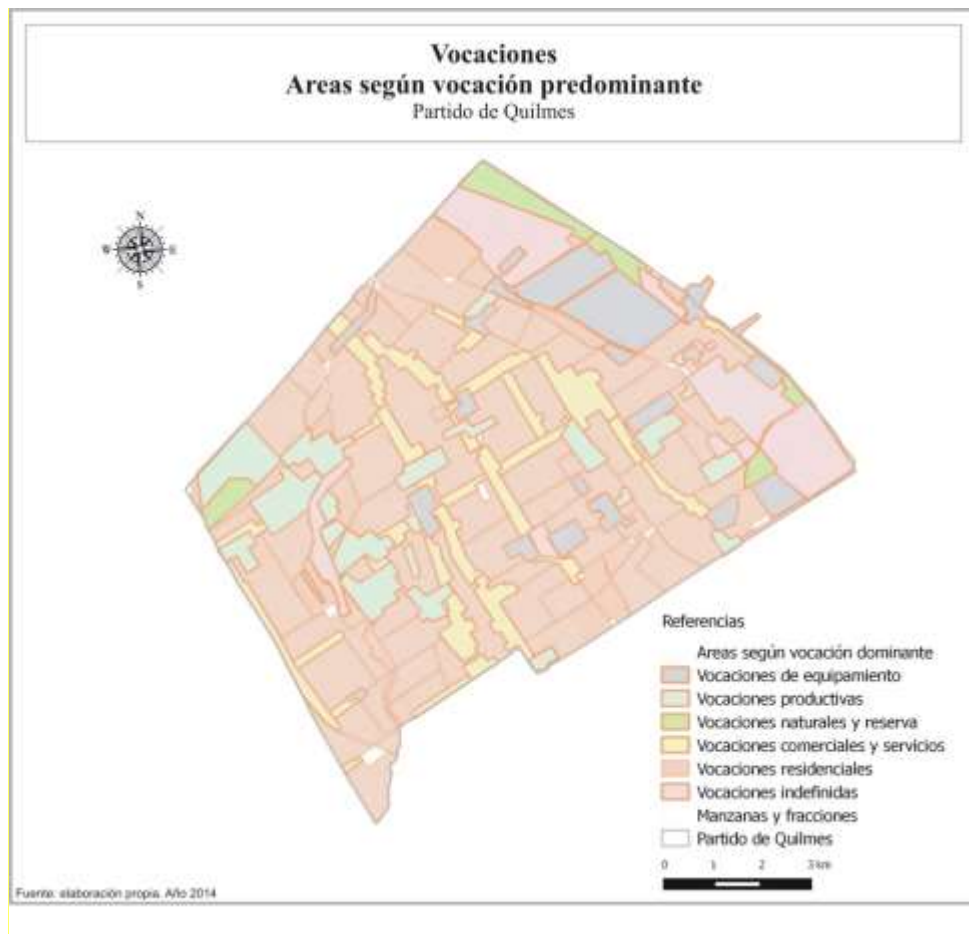 Vocaciones
Areas según vocación predominante
Partido de Quilmes
N
W E
S
Referencias
Areas según vocación dominante
Vocaciones de equipamiento
Vocaciones productivas
Vocaciones naturales y reserva
Vocaciones comerciales y servicios
Vocaciones residenciales
Vocaciones indefinidas
Manzanas y fracciones
Partido de Quilmes
0 1 2 3 km
Fuente: elaboración propia. Año 2014